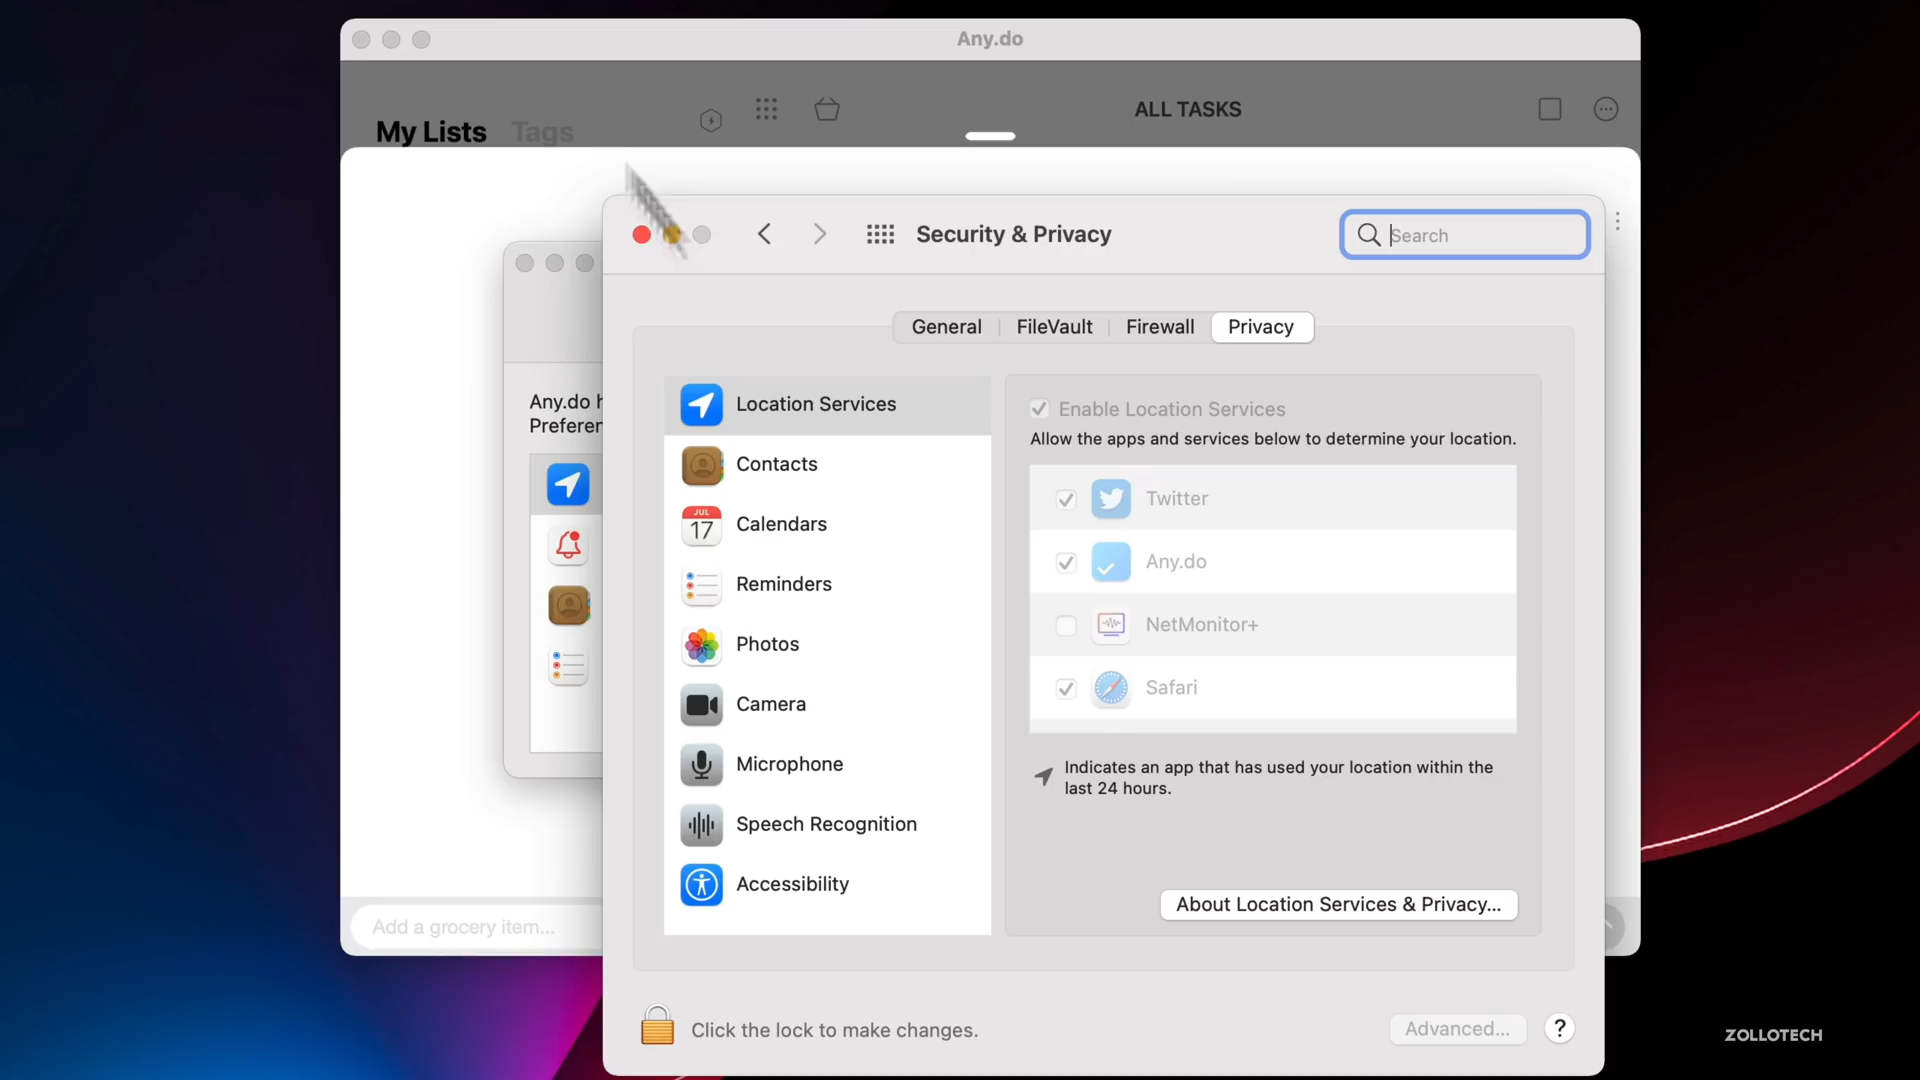 Any.do
My Lists Tags
ALL TASKS
Security & Privacy
Search
General FileVault Firewall Privacy
Any.do
Preferen
Location Services
Contacts
JUL
17
Calendars
Reminders
Photos
Camera
Microphone
Speech Recognition
Accessibility
Enable Location Services
Allow the apps and services below to determine your location.
Twitter
Any.do
NetMonitor+
Safari
Indicates an app that has used your location within the
last 24 hours.
About Location Services & Privacy...
Add a grocery item...
Click the lock to make changes.
Advanced...
?
ZOLLOTECH